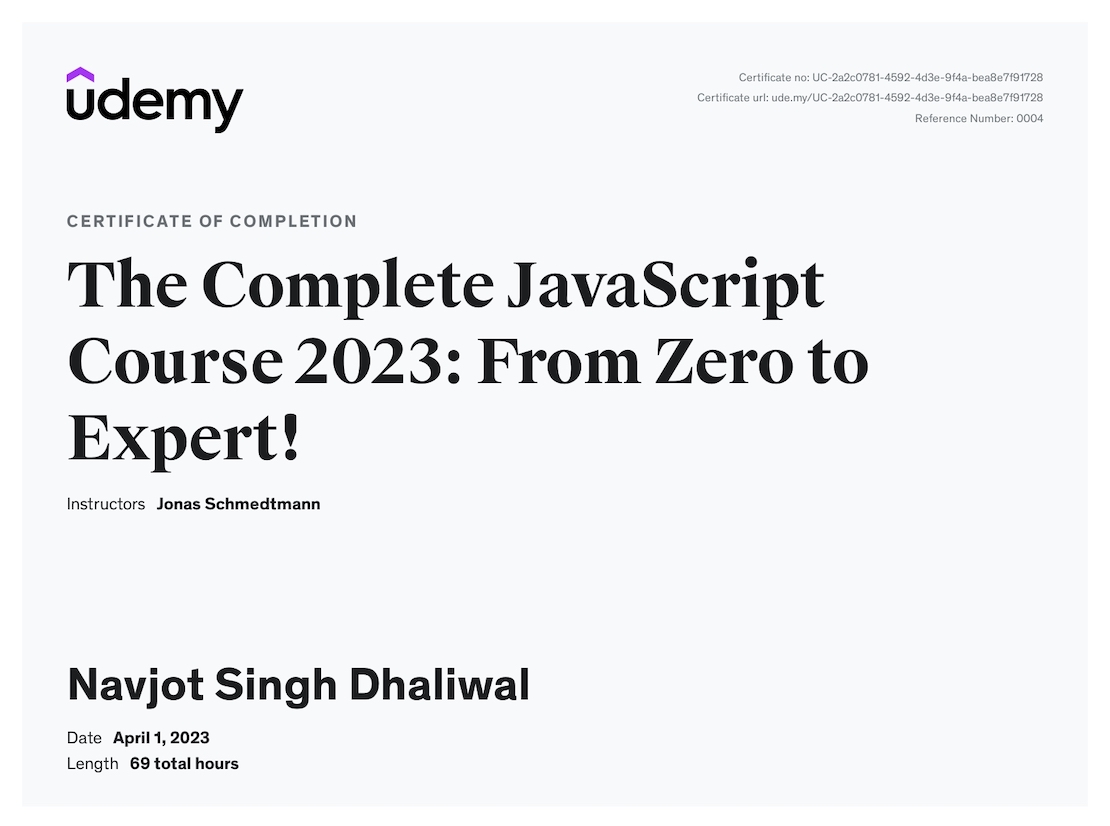 udemy
Certificate no: UC-2a2c0781-4592-4d3e-9f4a-bea8e7f91728
Certificate url: ude.my/UC-2a2c0781-4592-4d3e-9f4a-bea8e7f91728
Reference Number: 0004
CERTIFICATE OF COMPLETION
The Complete JavaScript
Course 2023: From Zero to
Expert!
Instructors Jonas Schmedtmann
Navjot Singh Dhaliwal
Date April 1, 2023
Length 69 total hours